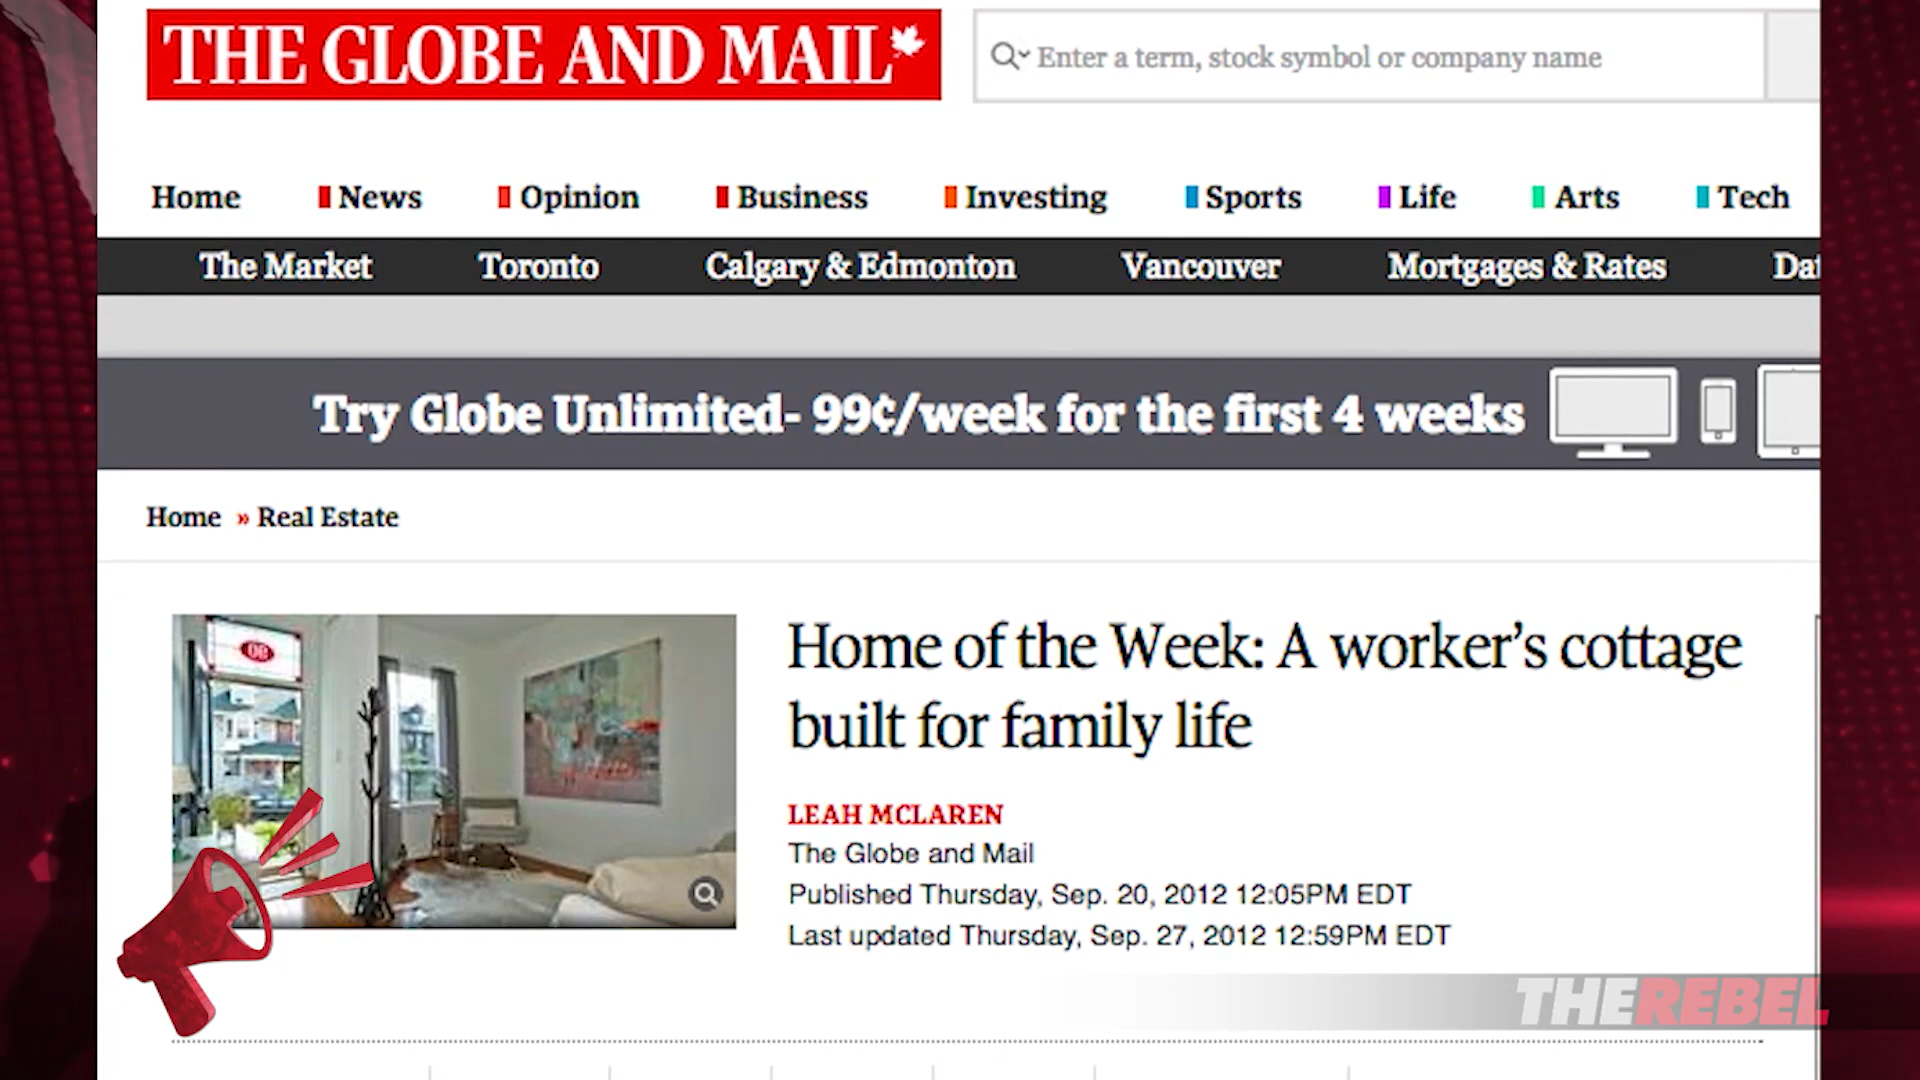 THE GLOBE AND MAIL
Enter a term, stock symbol or company name
Home News Opinion Business Investing Sports Life Arts Tech
The Market Toronto Calgary & Edmonton Vancouver Mortgages & Rates
Try Globe Unlimited- 99¢/week for the first 4 weeks
Home » Real Estate
Home of the Week: A worker's cottage
built for family life
LEAH MCLAREN
The Globe and Mail
Published Thursday, Sep. 20, 2012 12:05PM EDT
Last updated Thursday, Sep. 27, 2012 12:59PM EDT
THE REBEL